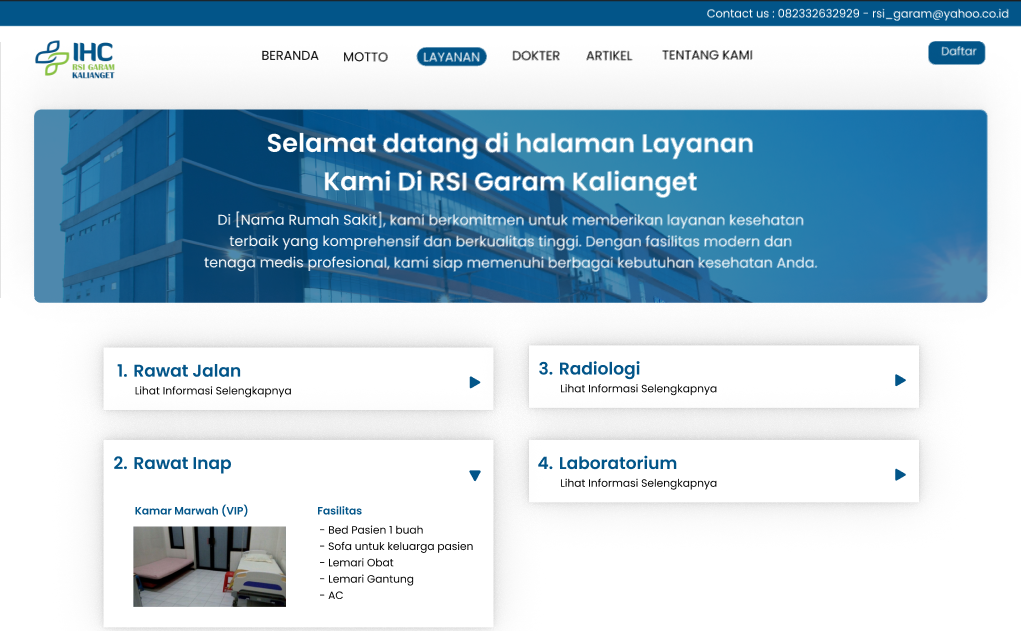 Contact us : 082332632929 - rsi_garam@yahoo.co.id
IHC
RSI GARAM
KALIANGET
BERANDA
MOTTO
LAYANAN
DOKTER
ARTIKEL
TENTANG KAMI
Daftar
Selamat datang di halaman Layanan
Kami Di RSI Garam Kalianget
Di [Nama Rumah Sakit], kami berkomitmen untuk memberikan layanan kesehatan
terbaik yang komprehensif dan berkualitas tinggi. Dengan fasilitas modern dan
tenaga medis profesional, kami siap memenuhi berbagai kebutuhan kesehatan Anda.
1. Rawat Jalan
Lihat Informasi Selengkapnya
2. Rawat Inap
Kamar Marwah (VIP)
Fasilitas
- Bed Pasien 1 buah
- Sofa untuk keluarga pasien
- Lemari Obat
- Lemari Gantung
- AC
3. Radiologi
Lihat Informasi Selengkapnya
4. Laboratorium
Lihat Informasi Selengkapnya